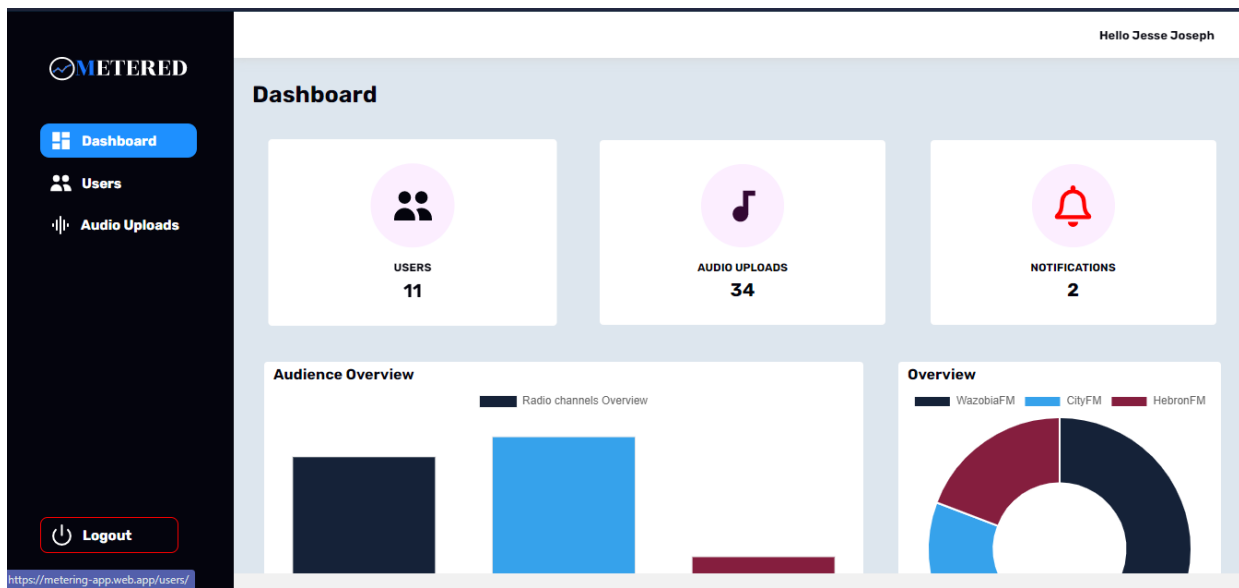 Hello Jesse Joseph
METERED
Dashboard
Dashboard
Users
Audio Uploads
USERS
11
AUDIO UPLOADS
34
NOTIFICATIONS
2
Audience Overview
Radio channels Overview
Overview
WazobiaFM CityFM HebronFM
Logout
https://metering-app.web.app/users/